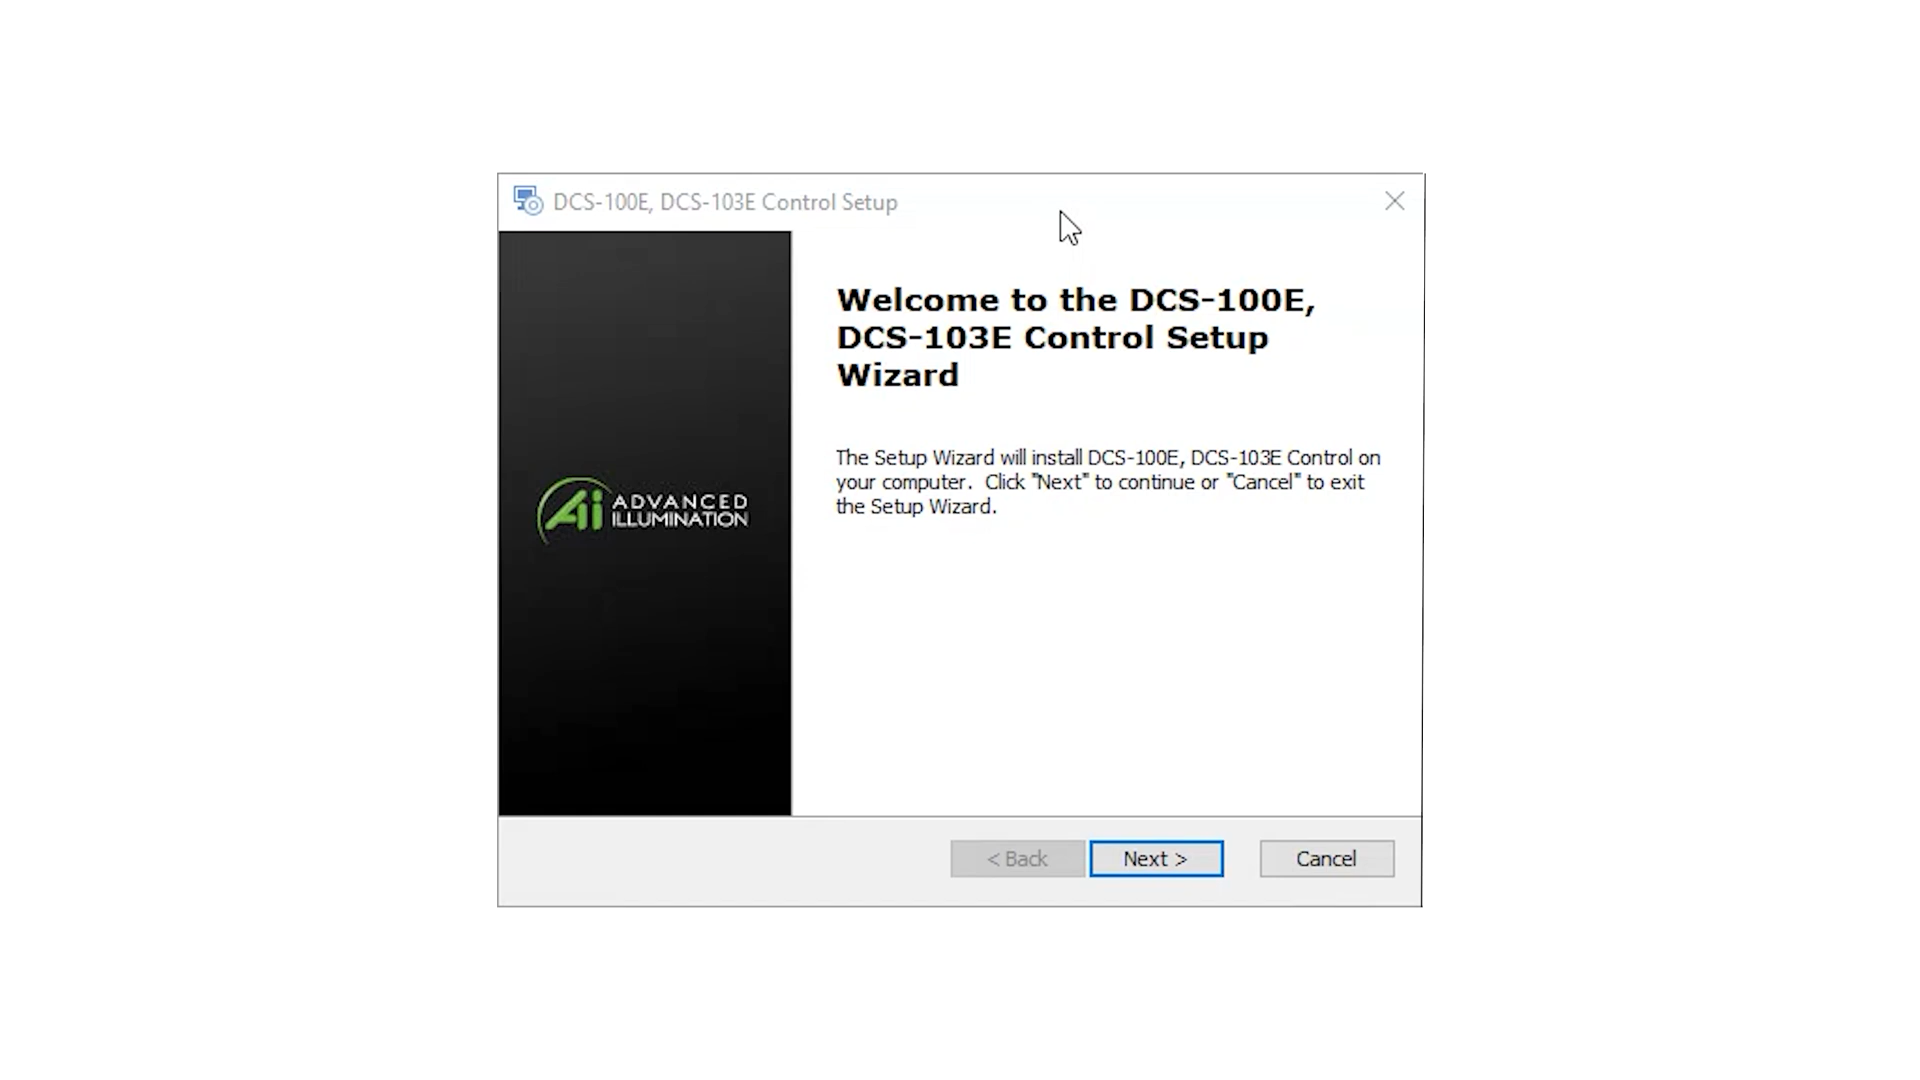 DCS-100E, DCS-103E Control Setup
Welcome to the DCS-100E,
DCS-103E Control Setup
Wizard
The Setup Wizard will install DCS-100E, DCS-103E Control on
your computer.  Click "Next" to continue or "Cancel" to exit
the Setup Wizard.
Ai ADVANCED
ILLUMINATION
< Back
Next >
Cancel